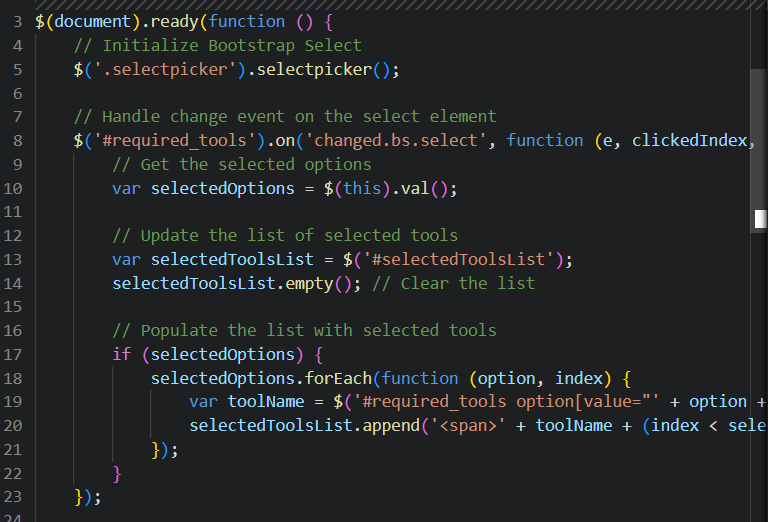 3 $(document).ready(function () {
4 // Initialize Bootstrap Select
5 $('.selectpicker').selectpicker();
6
7 // Handle change event on the select element
8 $('#required_tools').on('changed.bs.select', function (e, clickedIndex,
9 // Get the selected options
10 var selectedOptions = $(this).val();
11
12 // Update the list of selected tools
13 var selectedToolsList = $('#selectedToolsList');
14 selectedToolsList.empty(); // Clear the list
15
16 // Populate the list with selected tools
17 if (selectedOptions) {
18 selectedOptions.forEach(function (option, index) {
19 var toolName = $('#required_tools option[value="' + option +
20 selectedToolsList.append('<span>' + toolName + (index < sele
21 });
22 }
23 });
24